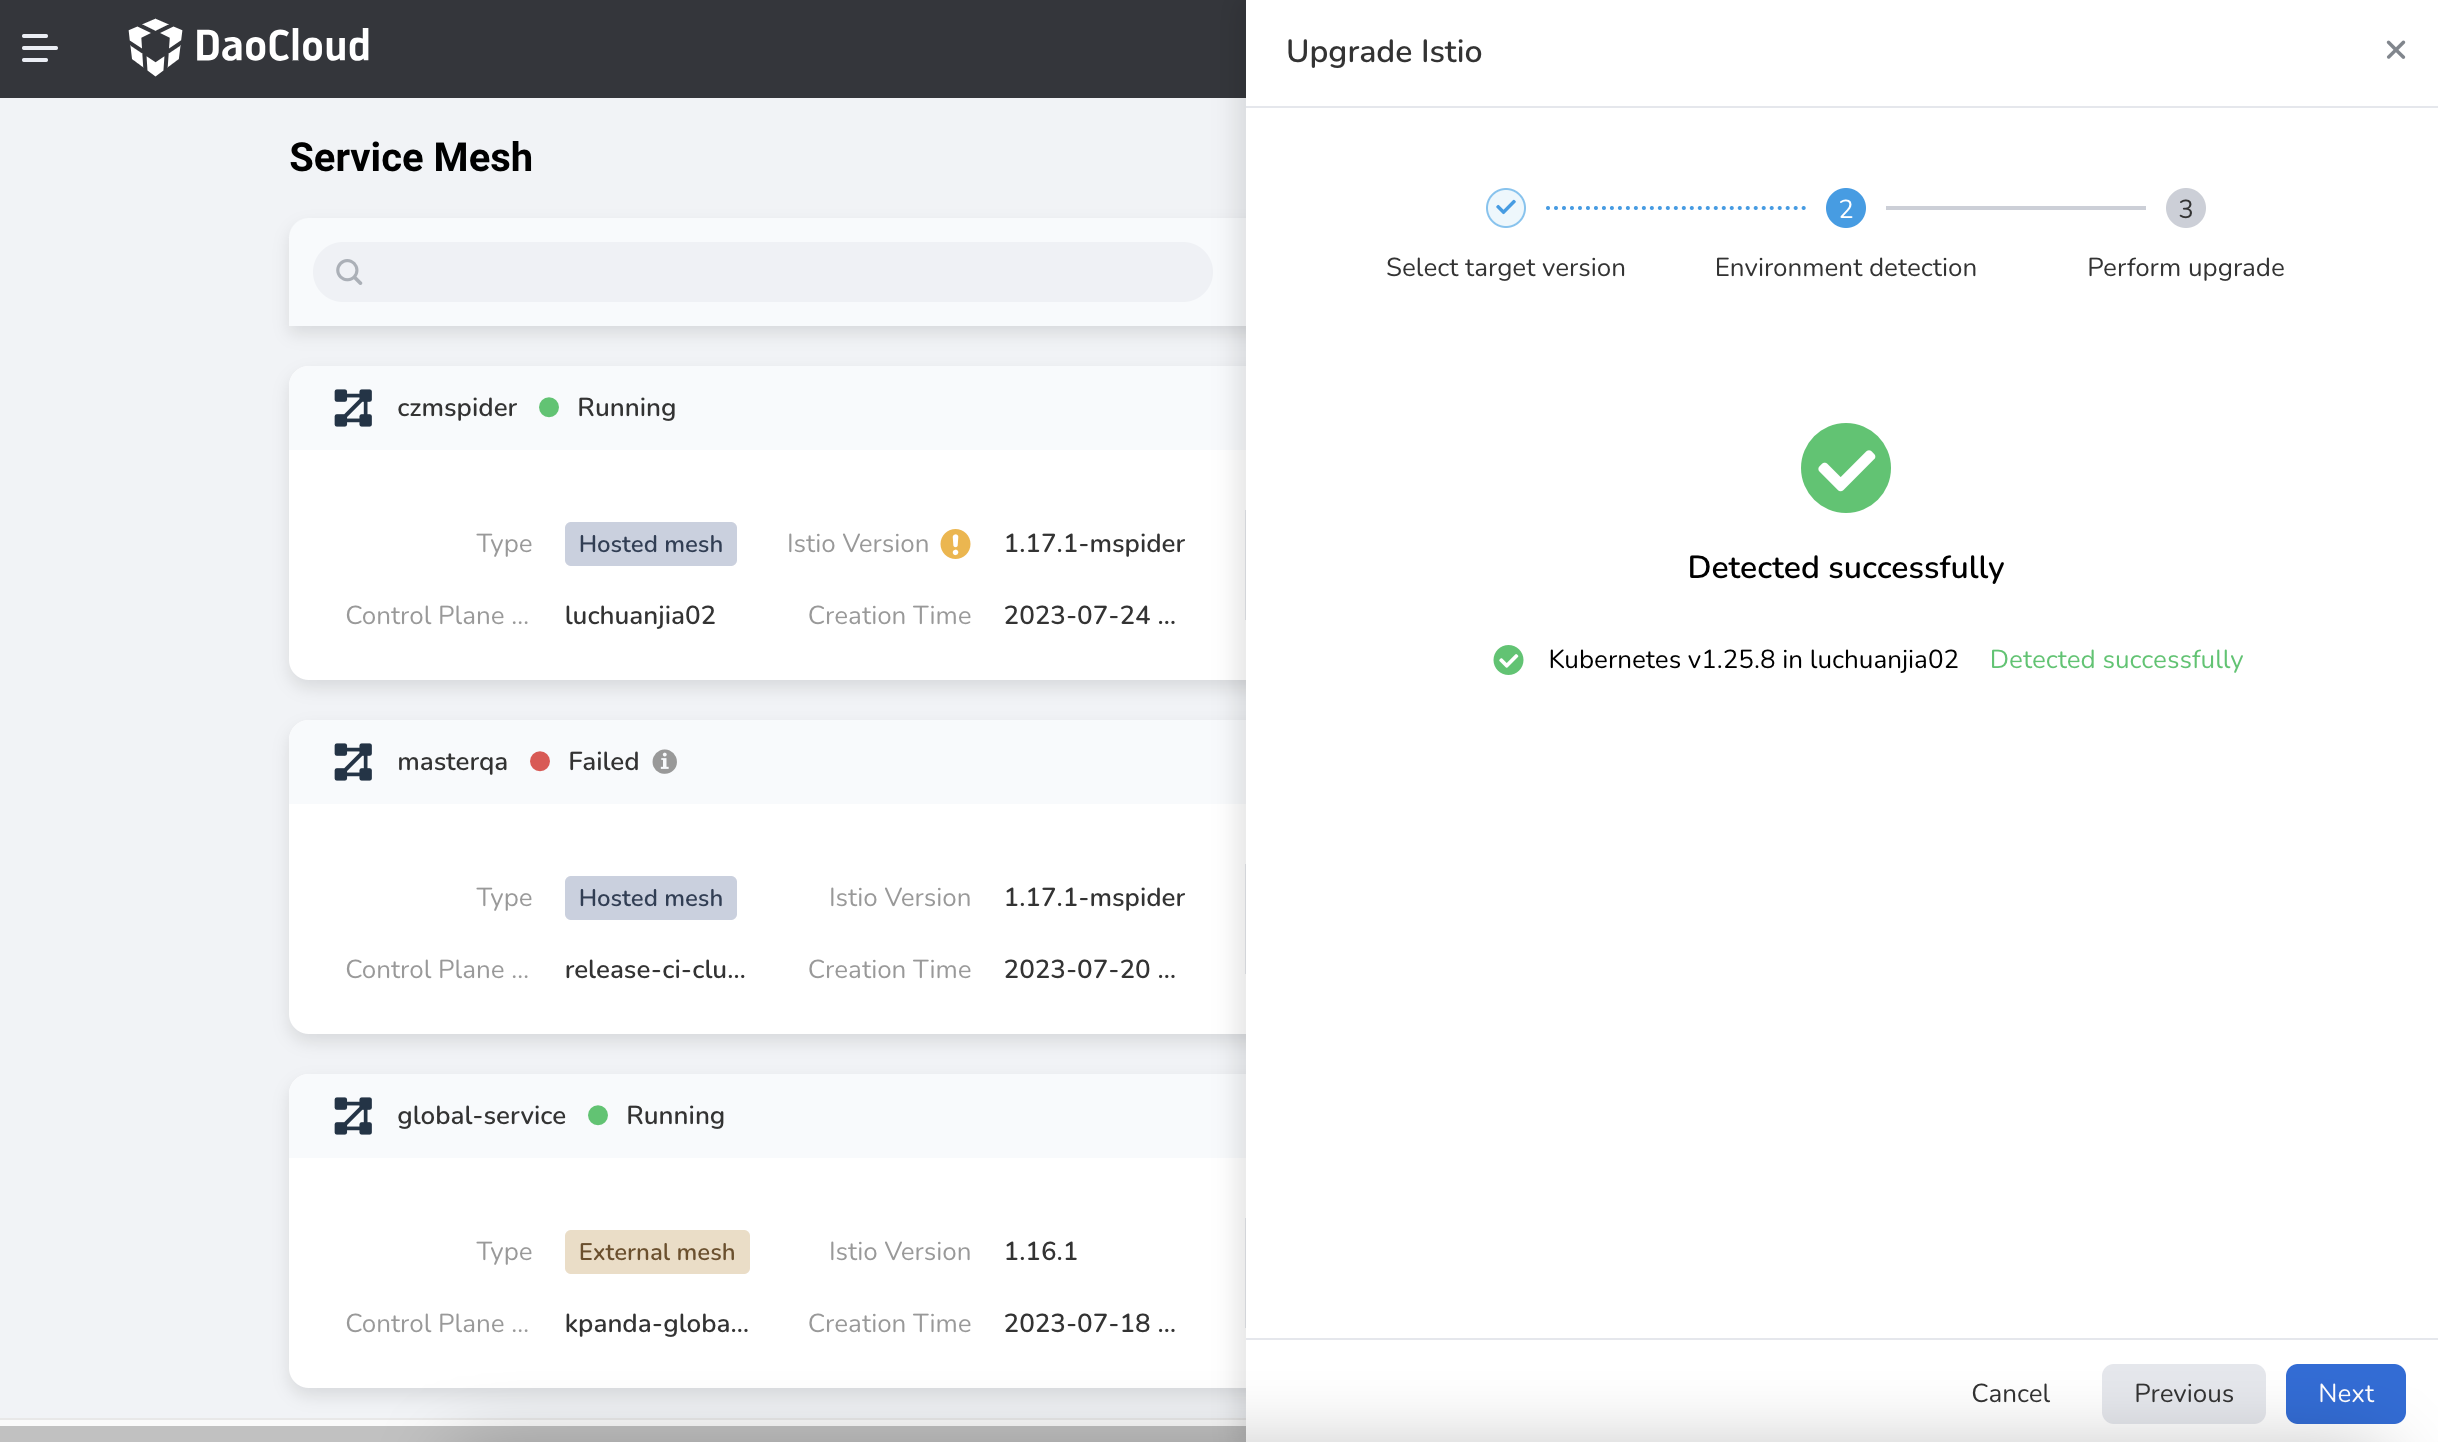 DaoCloud
Service Mesh
czmspider Running
Type Hosted mesh Istio Version 1.17.1-mspider
Control Plane ... luchuanjia02 Creation Time 2023-07-24 ...
masterqa Failed
Type Hosted mesh Istio Version 1.17.1-mspider
Control Plane ... release-ci-clu... Creation Time 2023-07-20 ...
global-service Running
Type External mesh Istio Version 1.16.1
Control Plane ... kpanda-globa... Creation Time 2023-07-18 ...
Upgrade Istio
2 3
Select target version Environment detection Perform upgrade
Detected successfully
Kubernetes v1.25.8 in luchuanjia02 Detected successfully
Cancel Previous Next